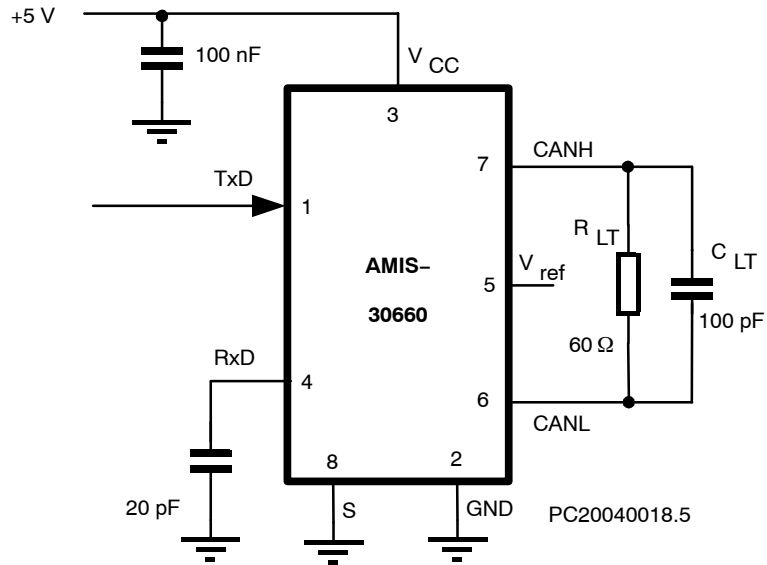 +5 V
100 nF
V CC
3
7
CANH
TxD
1
R LT
C LT
AMIS−
30660
V ref
5
100 pF
60 Ω
RxD
4
6
CANL
8
2
20 pF
S
GND
PC20040018.5